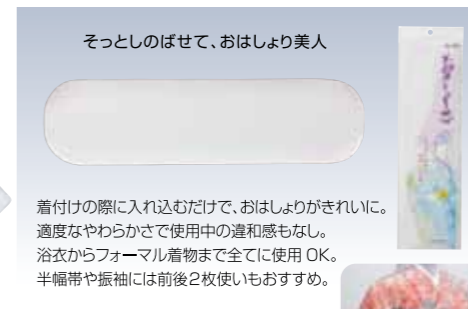 そっとしのばせて、おはしょり美人
着付けの際に入れ込むだけで、おはしょりがきれいに。
適度なやわらかさで使用中の違和感もなし。
浴衣からフォーマル着物まで全てに使用 OK。
半幅帯や振袖には前後2枚使いもおすすめ。